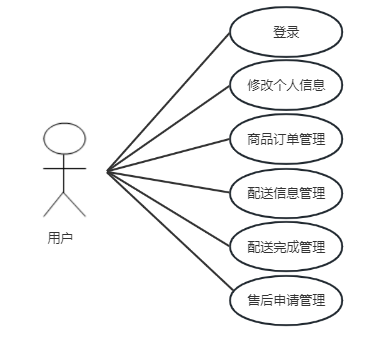 登录
修改个人信息
商品订单管理
配送信息管理
用户
配送完成管理
售后申请管理